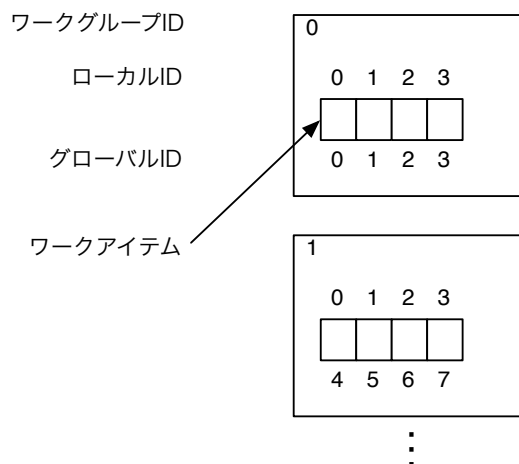 ワークグループID 0
ローカルID 0 1 2 3
グローバルID 0 1 2 3
ワークアイテム
1
0 1 2 3
4 5 6 7
⋮